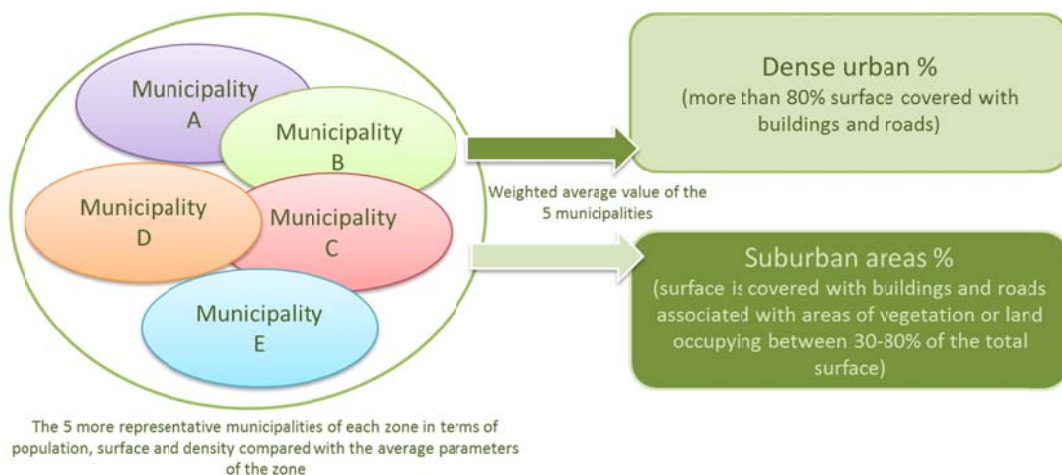 Municipality
A
Municipality
B
Municipality
D
Municipality
C
Municipality
E
The 5 more representative municipalities of each zone in terms of
population, surface and density compared with the average parameters
of the zone
Weighted average value of the
5 municipalities
Dense urban %
(more than 80% surface covered with
buildings and roads)
Suburban areas %
(surface is covered with buildings and roads
associated with areas of vegetation or land
occupying between 30-80% of the total
surface)